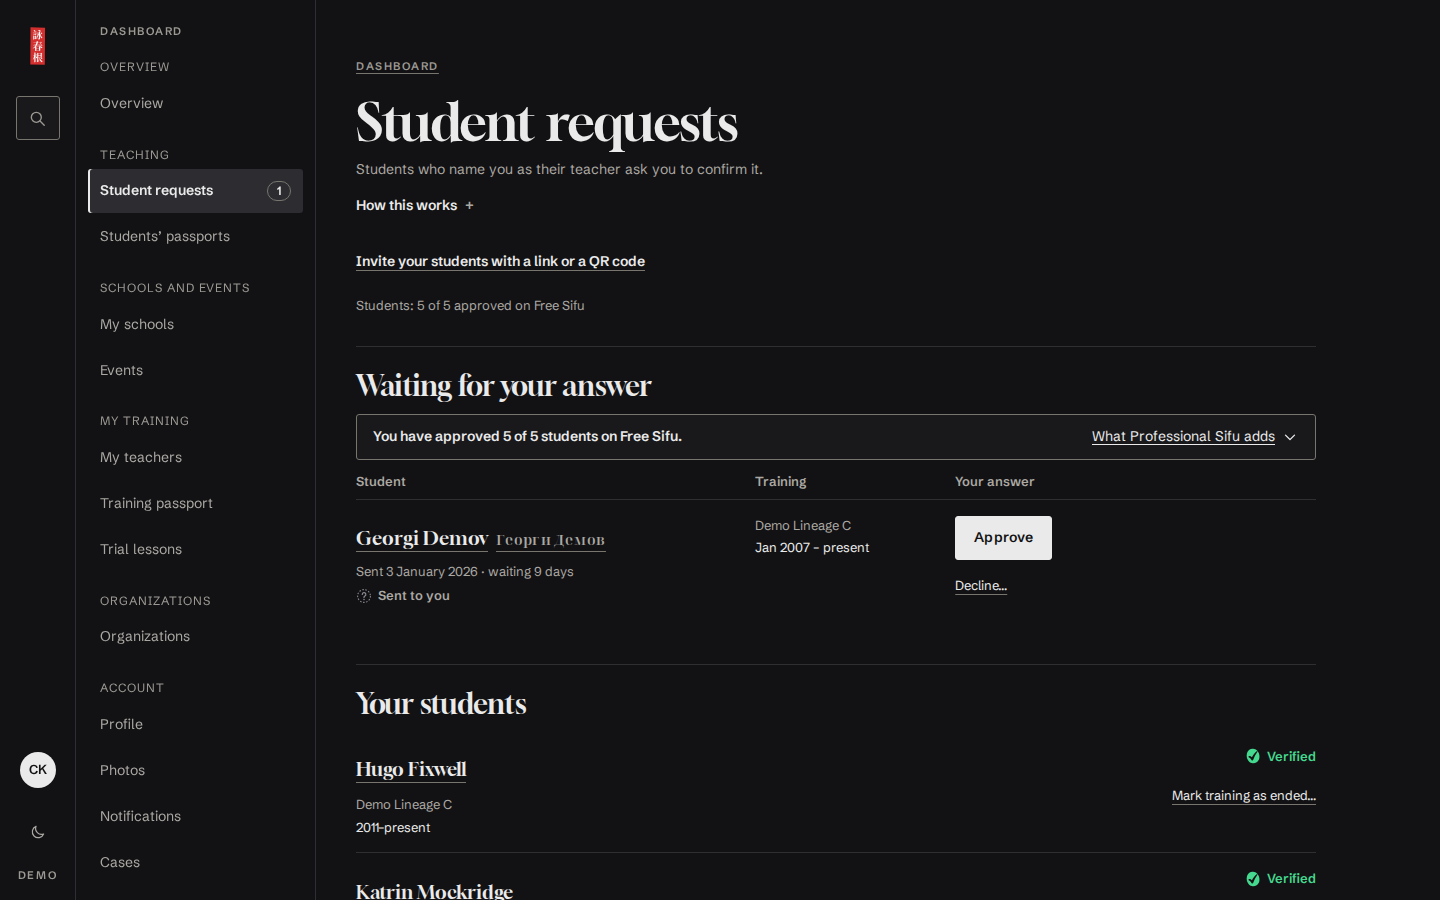 詠春根
DASHBOARD
OVERVIEW
Overview
TEACHING
Student requests 1
Students’ passports
SCHOOLS AND EVENTS
My schools
Events
MY TRAINING
My teachers
Training passport
Trial lessons
ORGANIZATIONS
Organizations
ACCOUNT
Profile
Photos
Notifications
Cases
CK
DEMO
DASHBOARD
Student requests
Students who name you as their teacher ask you to confirm it.
How this works +
Invite your students with a link or a QR code
Students: 5 of 5 approved on Free Sifu
Waiting for your answer
You have approved 5 of 5 students on Free Sifu. What Professional Sifu adds
Student Training Your answer
Georgi Demov Георги Демов
Demo Lineage C
Jan 2007 – present
Approve
Sent 3 January 2026 · waiting 9 days
Sent to you
Decline…
Your students
Hugo Fixwell
Verified
Demo Lineage C
Mark training as ended…
2011–present
Katrin Mockridge
Verified